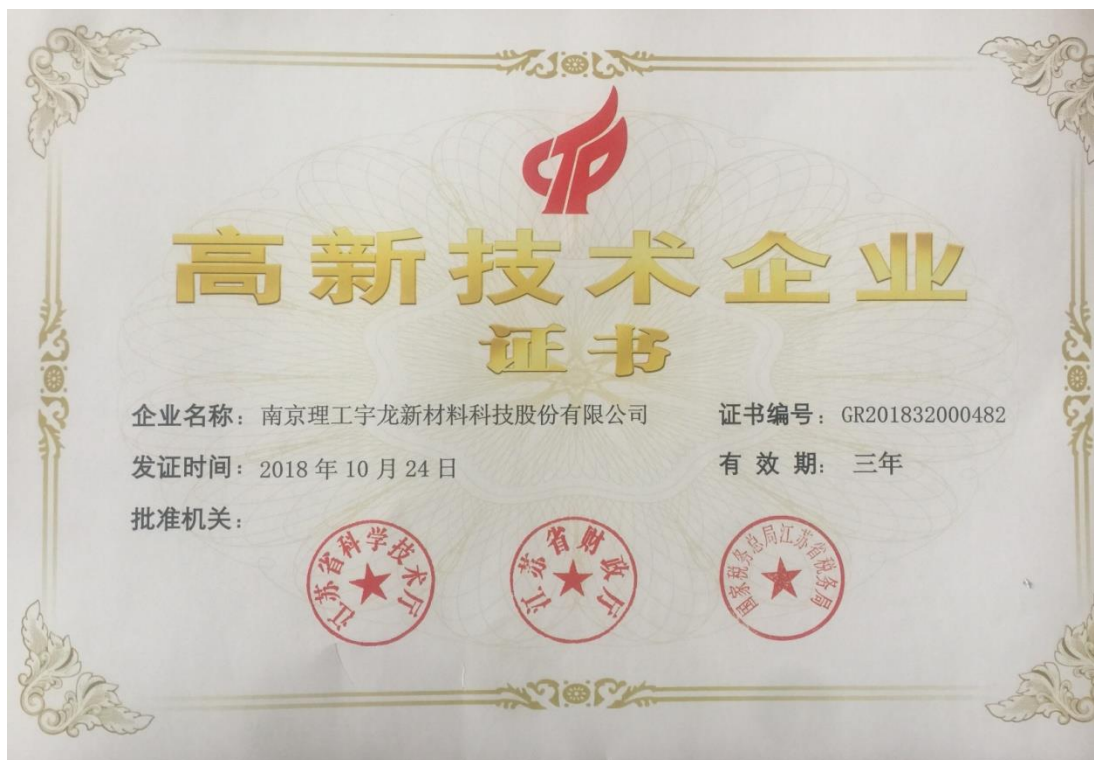 CTP
高新技术企业
证书
企业名称：南京理工宇龙新材料科技股份有限公司 证书编号：GR201832000482
发证时间：2018年10月24日 有效期：三年
批准机关：
江苏省科学技术厅
江苏省财政厅
国家税务总局江苏省税务局